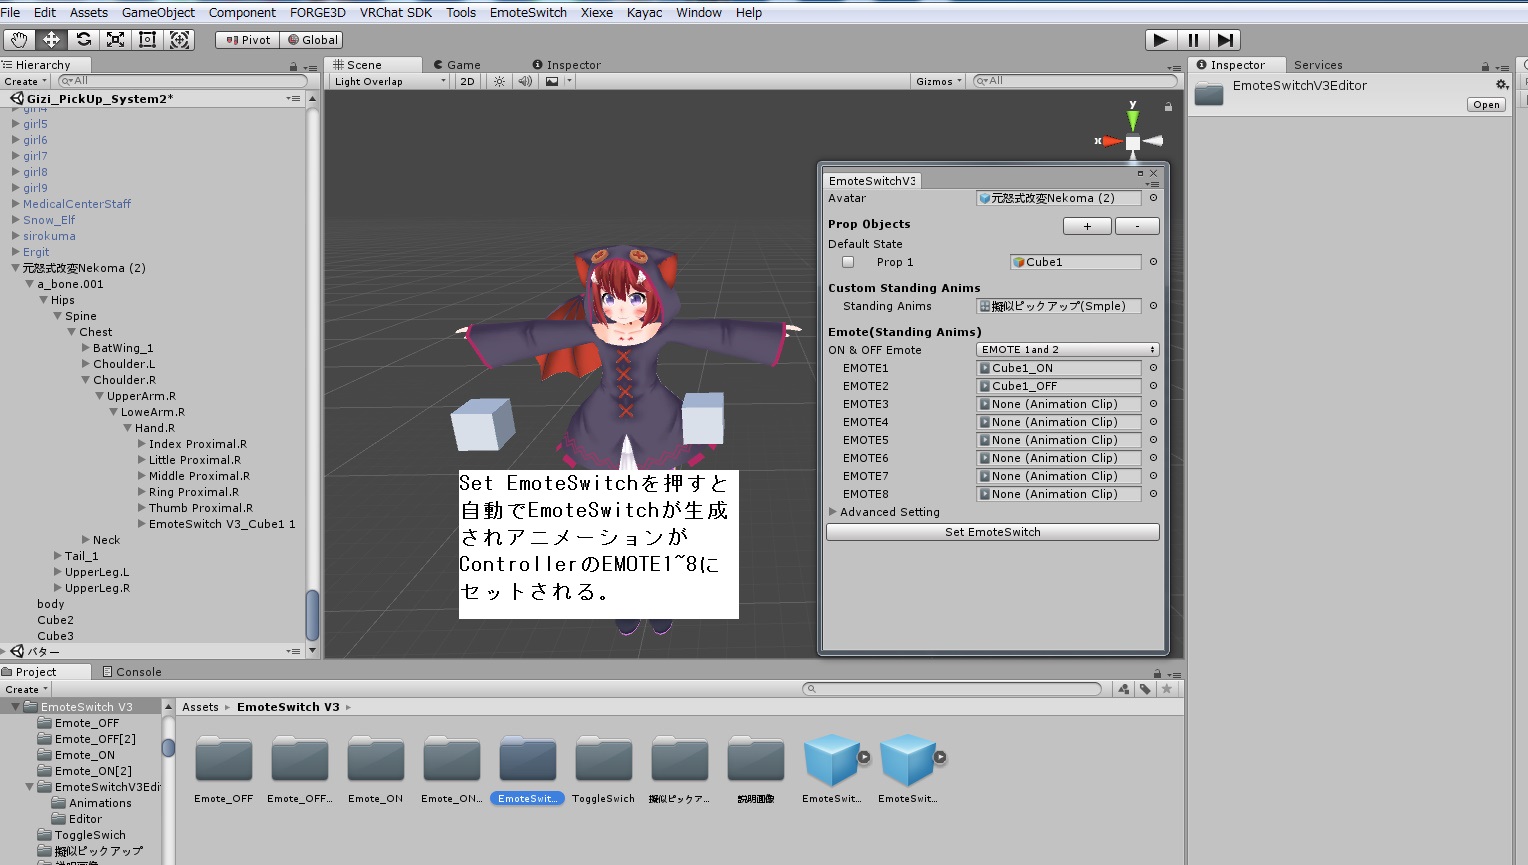 File Edit Assets GameObject Component FORGE3D VRChat SDK Tools EmoteSwitch Xiexe Kayac Window Help
Pivot Global
Hierarchy
Create All
Gizi_PickUp_System2*
girl4
girl5
girl6
girl7
girl8
girl9
MedicalCenterStaff
Snow_Elf
sirokuma
Ergit
元怒式改変Nekoma (2)
a_bone.001
Hips
Spine
Chest
BatWing_1
Choulder.L
Choulder.R
UpperArm.R
LoweArm.R
Hand.R
Index Proximal.R
Little Proximal.R
Middle Proximal.R
Ring Proximal.R
Thumb Proximal.R
EmoteSwitch V3_Cube1 1
Neck
Tail_1
UpperLeg.L
UpperLeg.R
body
Cube2
Cube3
バター
Scene Game Inspector
Light Overlap 2D Gizmos All
y
x
Set EmoteSwitchを押すと
自動でEmoteSwitchが生成
されアニメーションが
ControllerのEMOTE1~8に
セットされる。
EmoteSwitchV3
Avatar 元怒式改変Nekoma (2)
Prop Objects + -
Default State
Prop 1 Cube1
Custom Standing Anims
Standing Anims 擬似ピックアップ(Smple)
Emote(Standing Anims)
ON & OFF Emote EMOTE 1and 2
EMOTE1 Cube1_ON
EMOTE2 Cube1_OFF
EMOTE3 None (Animation Clip)
EMOTE4 None (Animation Clip)
EMOTE5 None (Animation Clip)
EMOTE6 None (Animation Clip)
EMOTE7 None (Animation Clip)
EMOTE8 None (Animation Clip)
Advanced Setting
Set EmoteSwitch
Inspector Services
EmoteSwitchV3Editor
Open
Project Console
Create
EmoteSwitch V3
Emote_OFF
Emote_OFF[2]
Emote_ON
Emote_ON[2]
EmoteSwitchV3Edi
Animations
Editor
ToggleSwich
擬似ピックアップ
説明画像
Assets EmoteSwitch V3
Emote_OFF Emote_OFF... Emote_ON Emote_ON... EmoteSwit... ToggleSwich 擬似ピックア... 説明画像 EmoteSwit... EmoteSwit...